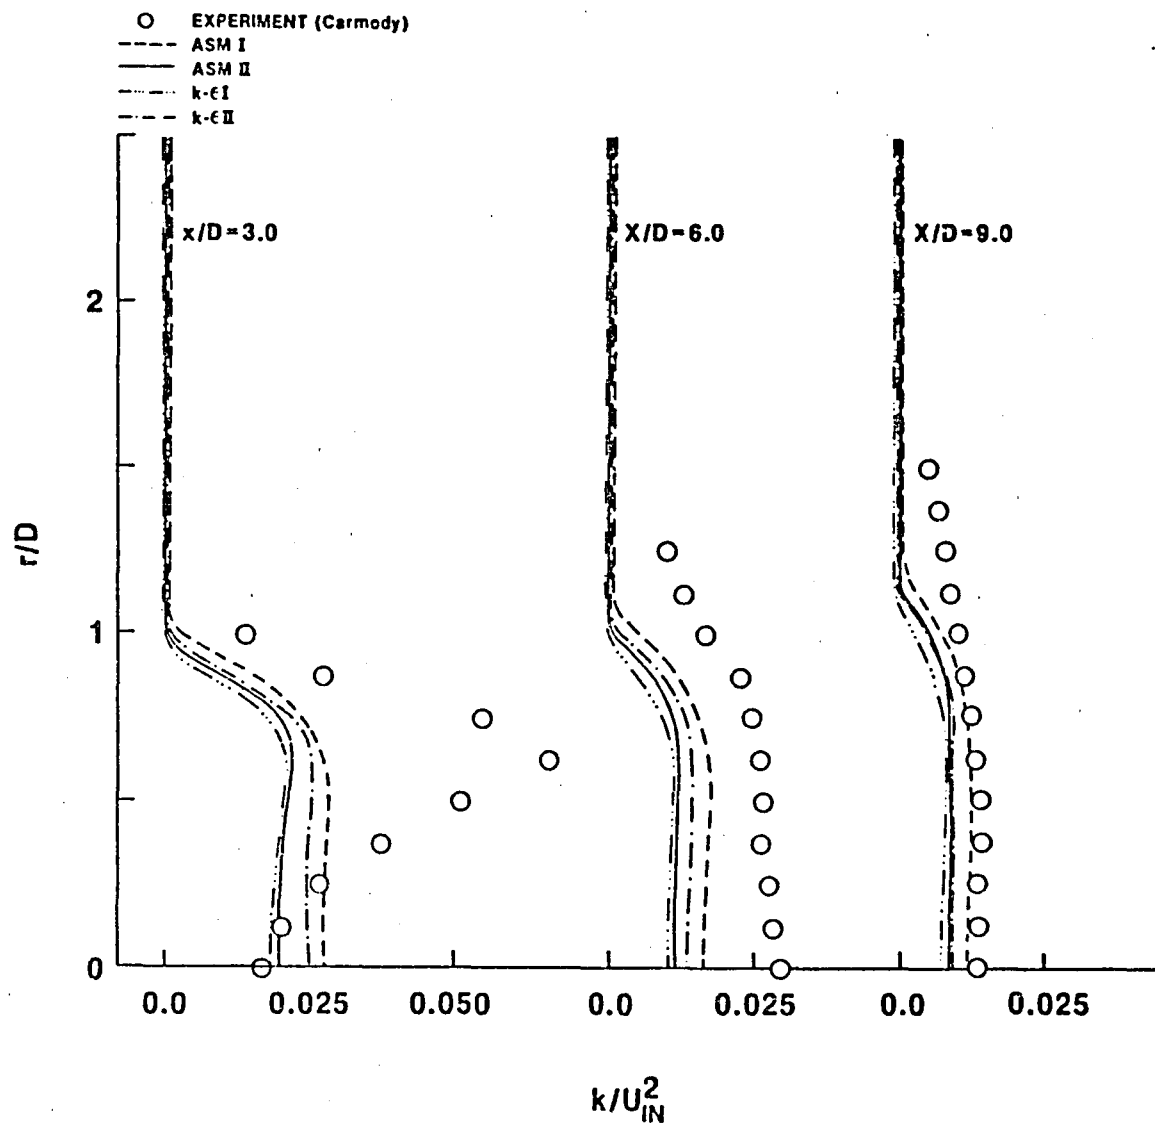 EXPERIMENT (Carmody)
ASM I
ASM II
k-ϵ I
k-ϵ II
x/D=3.0
X/D=6.0
X/D=9.0
2
1
0
r/D
0.0 0.025 0.050 0.0 0.025 0.0 0.025
k/U²IN